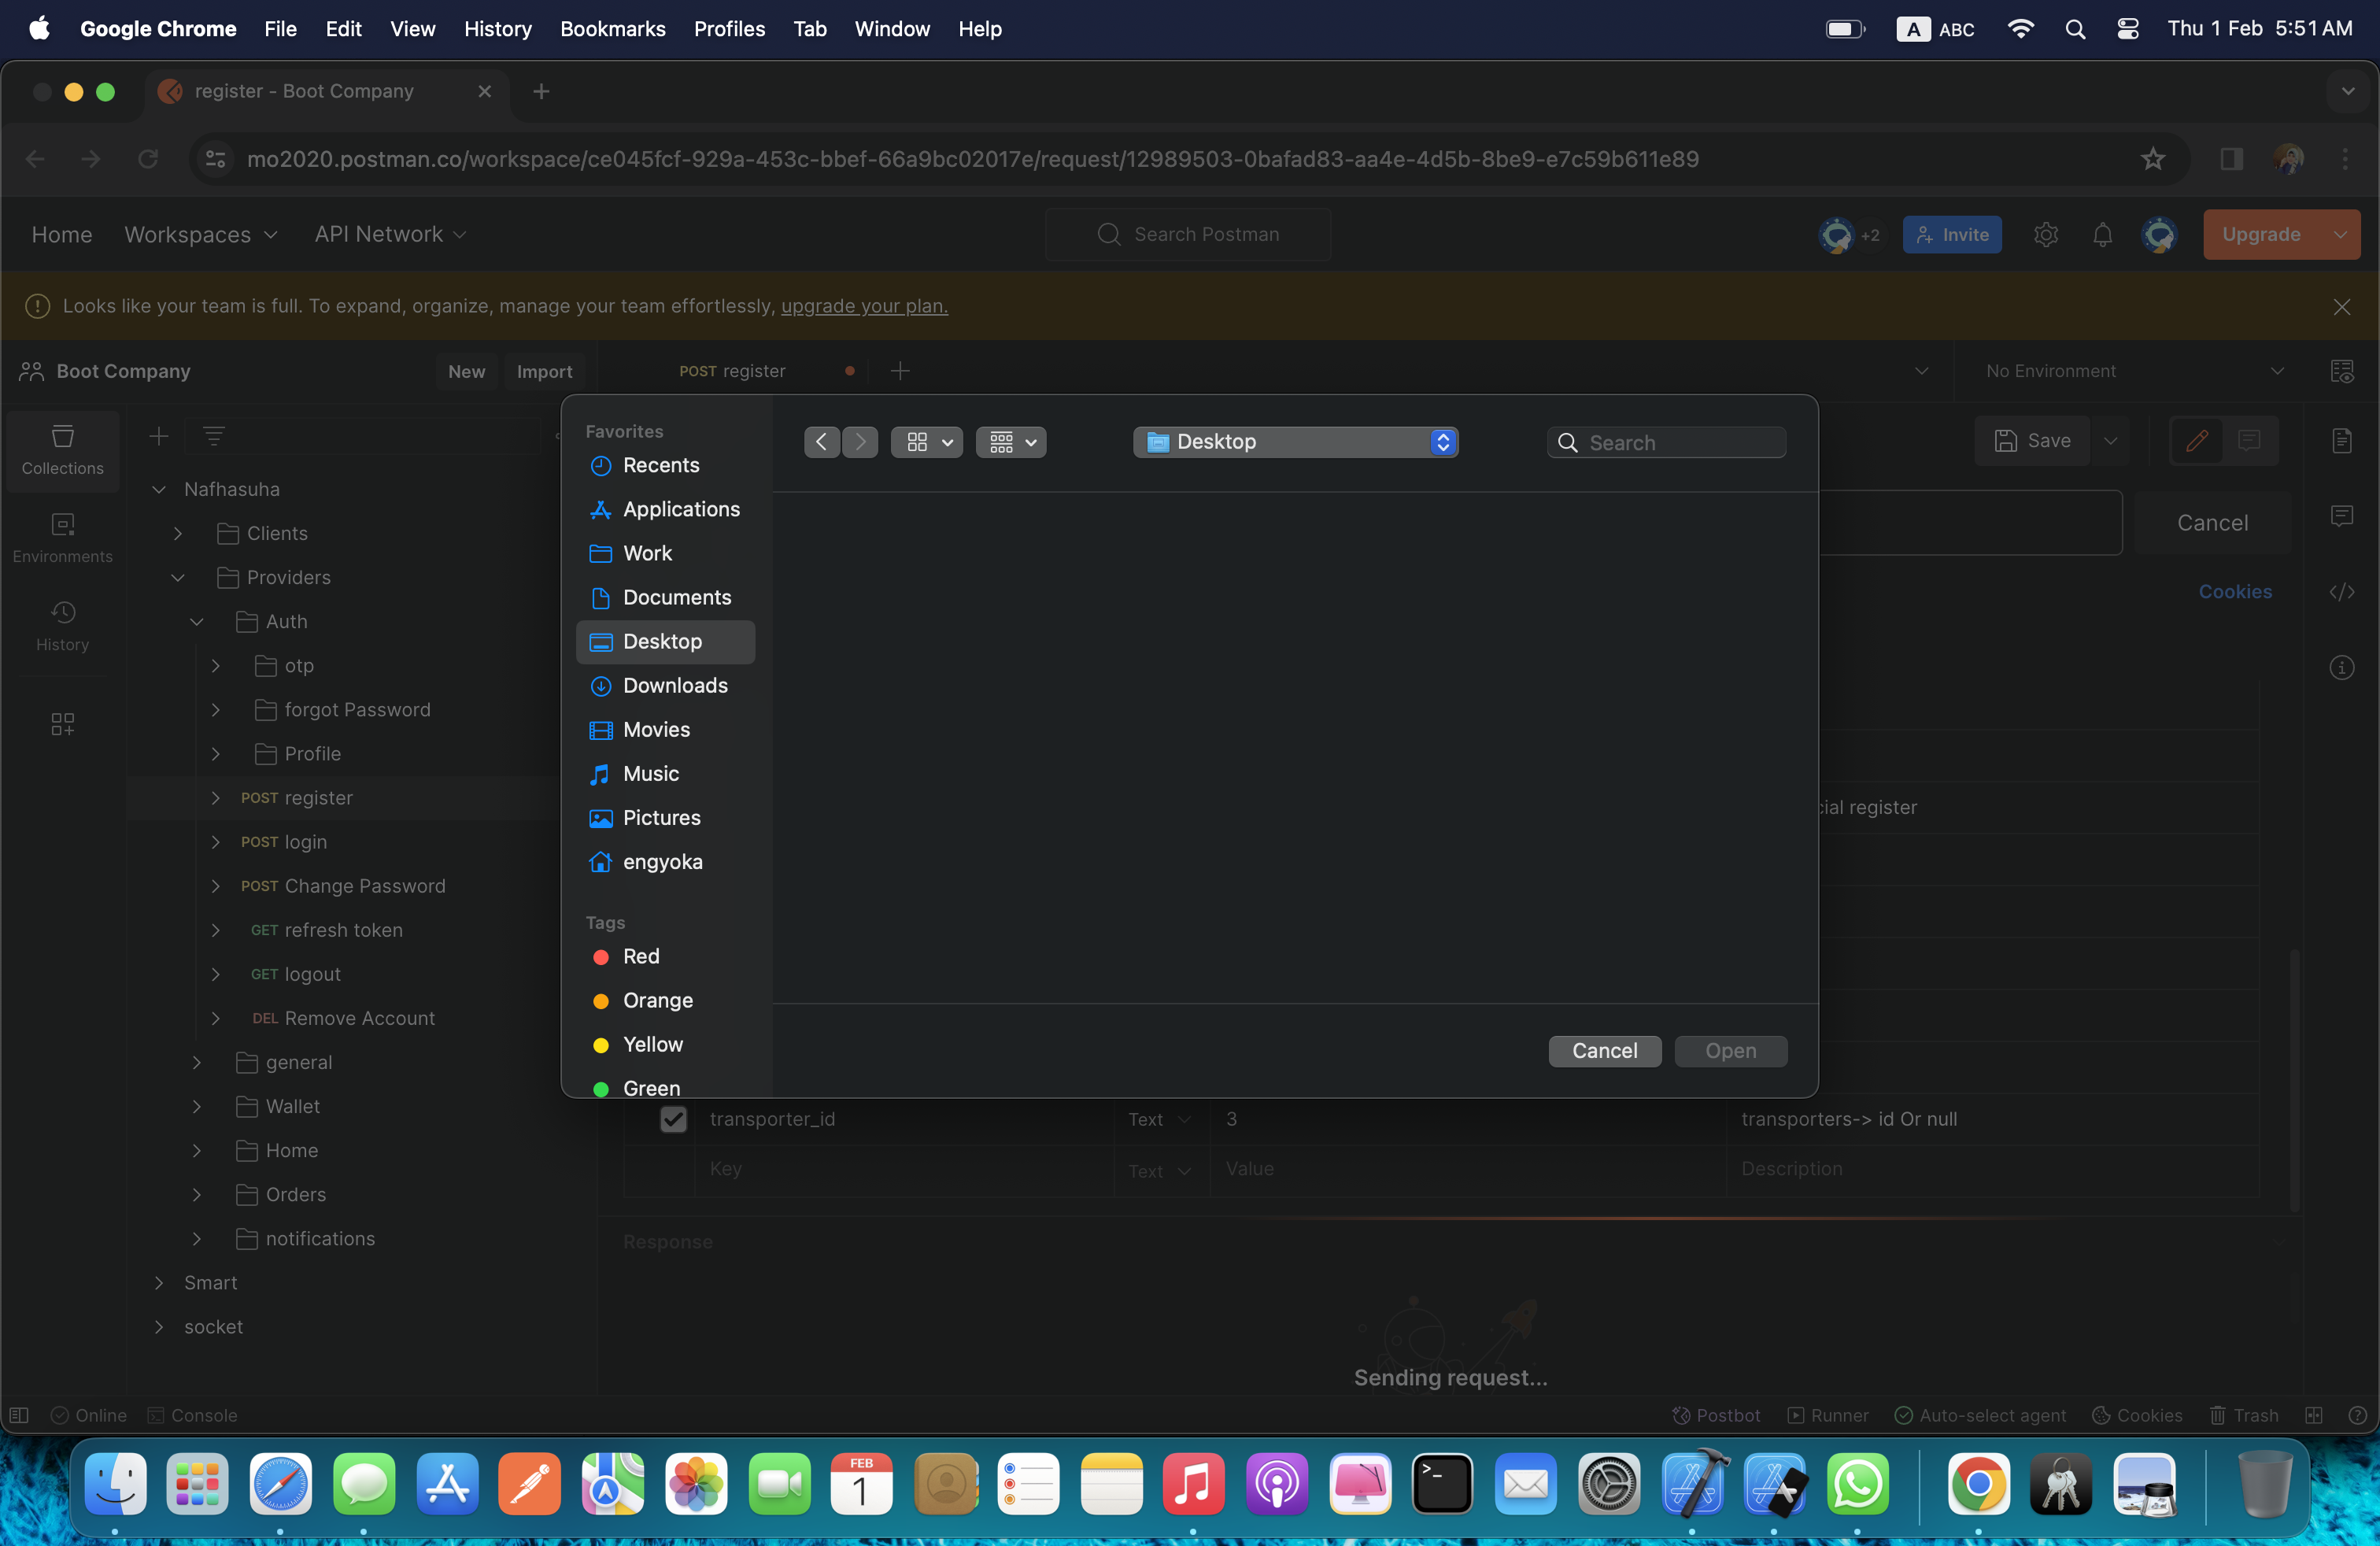 Google Chrome File Edit View History Bookmarks Profiles Tab Window Help A ABC Thu 1 Feb 5:51 AM
register - Boot Company
mo2020.postman.co/workspace/ce045fcf-929a-453c-bbef-66a9bc02017e/request/12989503-0bafad83-aa4e-4d5b-8be9-e7c59b611e89
Home Workspaces API Network Search Postman +2 Invite Upgrade
Looks like your team is full. To expand, organize, manage your team effortlessly, upgrade your plan.
Boot Company New Import POST register No Environment
Collections
Environments
History
Nafhasuha
Clients
Providers
Auth
otp
forgot Password
Profile
POST register
POST login
POST Change Password
GET refresh token
GET logout
DEL Remove Account
general
Wallet
Home
Orders
notifications
Smart
socket
Favorites
Recents
Applications
Work
Documents
Desktop
Downloads
Movies
Music
Pictures
engyoka
Tags
Red
Orange
Yellow
Green
Desktop
Search
Cancel Open
Save
Cancel
Cookies
cial register
transporter_id Text 3 transporters-> id Or null
Key Text Value Description
Response
Sending request...
Online Console Postbot Runner Auto-select agent Cookies Trash
FEB
1